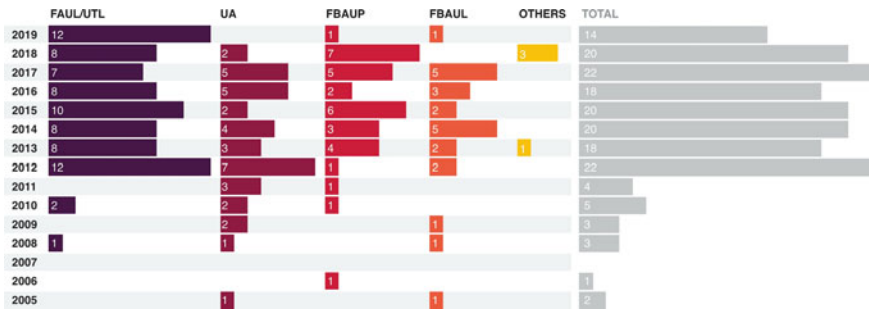 FAUL/UTL UA FBAUP FBAUL OTHERS TOTAL
2019 12 1 1 14
2018 8 2 7 3 20
2017 7 5 5 5 22
2016 8 5 2 3 18
2015 10 2 6 2 20
2014 8 4 3 5 20
2013 8 3 4 2 1 18
2012 12 7 1 2 22
2011 3 1 4
2010 2 2 1 5
2009 2 1 3
2008 1 1 1 3
2007
2006 1 1
2005 1 1 2